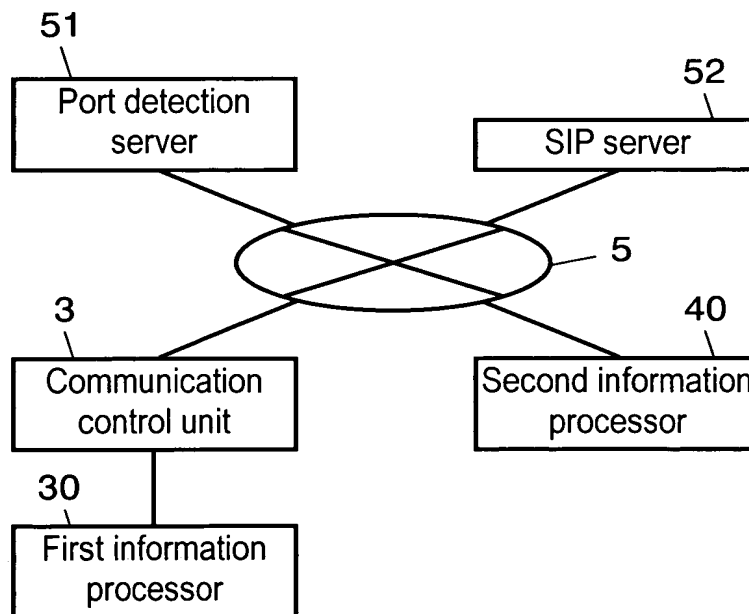 51
Port detection
server
52
SIP server
5
3
Communication
control unit
40
Second information
processor
30
First information
processor